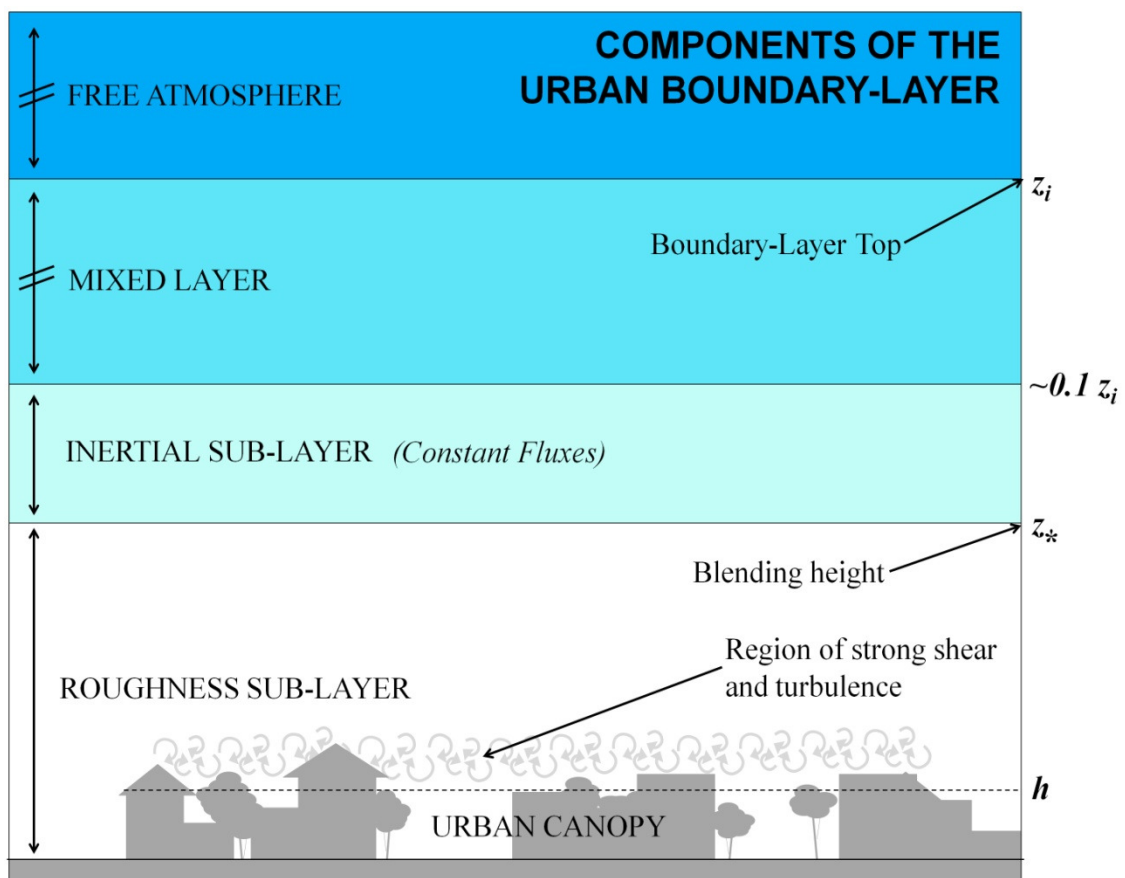 COMPONENTS OF THE
URBAN BOUNDARY-LAYER
FREE ATMOSPHERE
z_i
Boundary-Layer Top
MIXED LAYER
~0.1 z_i
INERTIAL SUB-LAYER (Constant Fluxes)
z_*
Blending height
Region of strong shear
and turbulence
ROUGHNESS SUB-LAYER
h
URBAN CANOPY